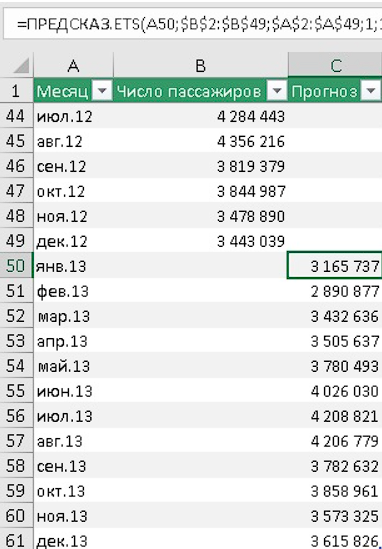 =ПРЕДСКАЗ.ETS(A50;$B$2:$B$49;$A$2:$A$49;1;
A B C
1 Месяц Число пассажиров Прогноз
44 июл.12 4 284 443
45 авг.12 4 356 216
46 сен.12 3 819 379
47 окт.12 3 844 987
48 ноя.12 3 478 890
49 дек.12 3 443 039
50 янв.13 3 165 737
51 фев.13 2 890 877
52 мар.13 3 432 636
53 апр.13 3 505 637
54 май.13 3 780 493
55 июн.13 4 026 030
56 июл.13 4 208 821
57 авг.13 4 206 779
58 сен.13 3 782 632
59 окт.13 3 858 961
60 ноя.13 3 573 325
61 дек.13 3 615 826